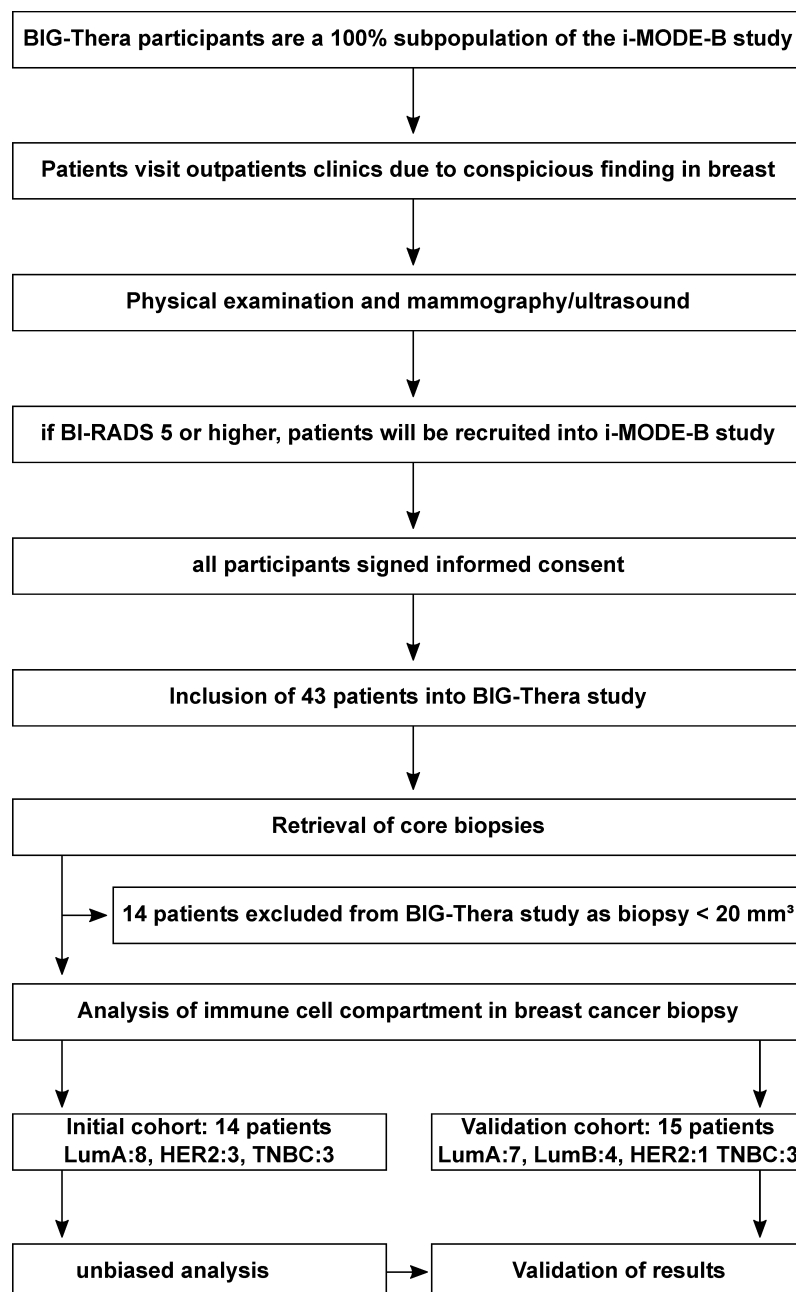 BIG-Thera participants are a 100% subpopulation of the i-MODE-B study
Patients visit outpatients clinics due to conspicious finding in breast
Physical examination and mammography/ultrasound
if BI-RADS 5 or higher, patients will be recruited into i-MODE-B study
all participants signed informed consent
Inclusion of 43 patients into BIG-Thera study
Retrieval of core biopsies
14 patients excluded from BIG-Thera study as biopsy < 20 mm³
Analysis of immune cell compartment in breast cancer biopsy
Initial cohort: 14 patients
LumA:8, HER2:3, TNBC:3
Validation cohort: 15 patients
LumA:7, LumB:4, HER2:1 TNBC:3
unbiased analysis
Validation of results